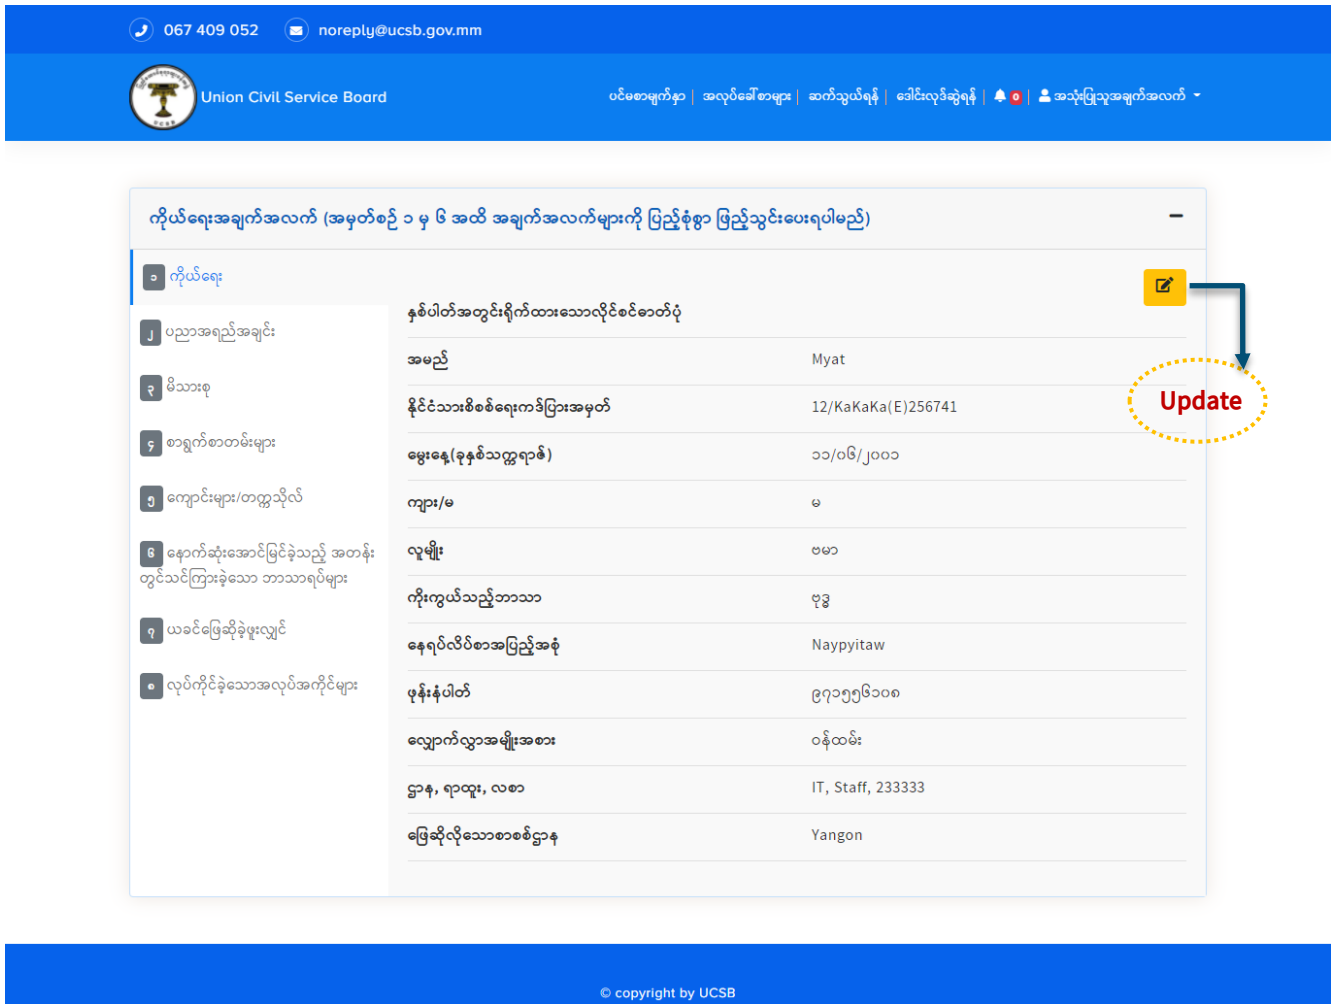 067 409 052 noreply@ucsb.gov.mm
Union Civil Service Board
ပင်မစာမျက်နှာ | အလုပ်ခေါ်စာများ | ဆက်သွယ်ရန် | ဒေါင်းလုဒ်ဆွဲရန် | ၀ | အသုံးပြုသူအချက်အလက်
ကိုယ်ရေးအချက်အလက် (အမှတ်စဉ် ၁ မှ ၆ အထိ အချက်အလက်များကို ပြည့်စုံစွာ ဖြည့်သွင်းပေးရပါမည်)
၁ ကိုယ်ရေး
၂ ပညာအရည်အချင်း
၃ မိသားစု
၄ စာရွက်စာတမ်းများ
၅ ကျောင်းများ/တက္ကသိုလ်
၆ နောက်ဆုံးအောင်မြင်ခဲ့သည့် အတန်း
တွင်သင်ကြားခဲ့သော ဘာသာရပ်များ
၇ ယခင်ဖြေဆိုခဲ့ဖူးလျှင်
၈ လုပ်ကိုင်ခဲ့သောအလုပ်အကိုင်များ
နှစ်ပါတ်အတွင်းရိုက်ထားသောလိုင်စင်ဓာတ်ပုံ
အမည် Myat
နိုင်ငံသားစိစစ်ရေးကဒ်ပြားအမှတ် 12/KaKaKa(E)256741
မွေးနေ့(ခုနှစ်သက္ကရာဇ်) ၁၁/၀၆/၂၀၀၁
ကျား/မ မ
လူမျိုး ဗမာ
ကိုးကွယ်သည့်ဘာသာ ဗုဒ္ဓ
နေရပ်လိပ်စာအပြည့်အစုံ Naypyitaw
ဖုန်းနံပါတ် ၉၇၁၅၅၆၁၀၈
လျှောက်လွှာအမျိုးအစား ဝန်ထမ်း
ဌာန, ရာထူး, လစာ IT, Staff, 233333
ဖြေဆိုလိုသောစာစစ်ဌာန Yangon
Update
© copyright by UCSB